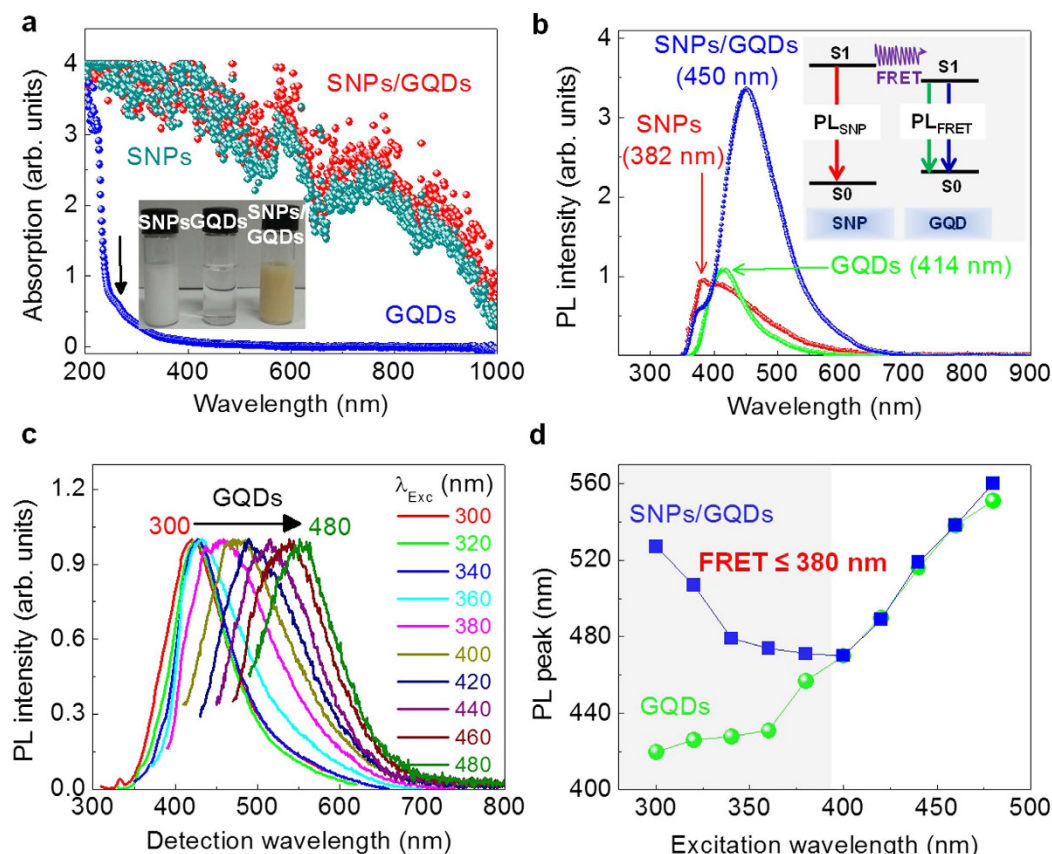 a
Absorption (arb. units)
4
3
2
1
0
SNPs/GQDs
SNPs
SNPs GQDs SNPs/
GQDs
GQDs
200 400 600 800 1000
Wavelength (nm)
b
PL intensity (arb. units)
4
3
2
1
0
SNPs/GQDs
(450 nm)
SNPs
(382 nm)
GQDs (414 nm)
S1
FRET
S1
PLSNP
PLFRET
S0
S0
SNP
GQD
300 400 500 600 700 800 900
Wavelength (nm)
c
PL intensity (arb. units)
1.2
0.9
0.6
0.3
0.0
GQDs
300
480
λExc (nm)
300
320
340
360
380
400
420
440
460
480
300 400 500 600 700 800
Detection wavelength (nm)
d
PL peak (nm)
560
520
480
440
400
SNPs/GQDs
FRET ≤ 380 nm
GQDs
300 350 400 450 500
Excitation wavelength (nm)